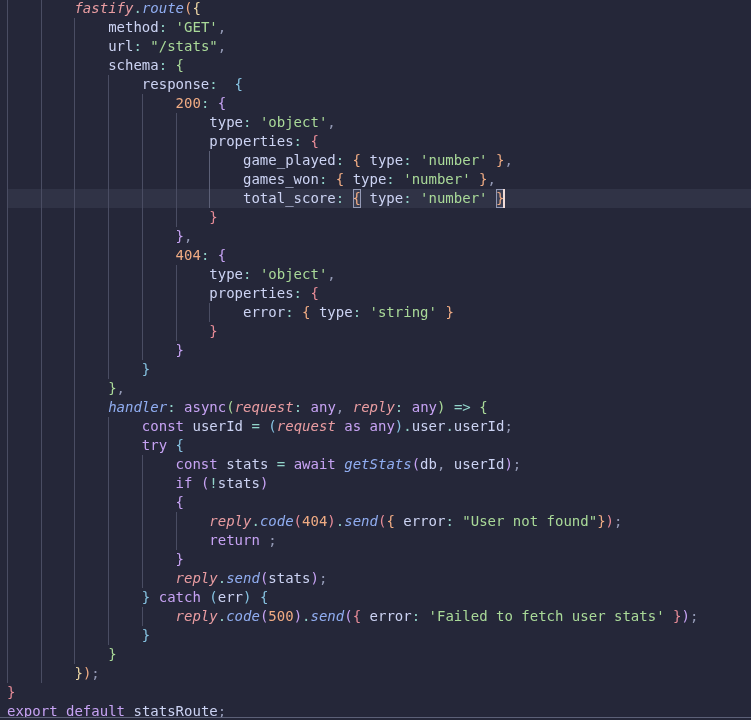 fastify.route({
method: 'GET',
url: "/stats",
schema: {
response:  {
200: {
type: 'object',
properties: {
game_played: { type: 'number' },
games_won: { type: 'number' },
total_score: { type: 'number' }
}
},
404: {
type: 'object',
properties: {
error: { type: 'string' }
}
}
}
},
handler: async(request: any, reply: any) => {
const userId = (request as any).user.userId;
try {
const stats = await getStats(db, userId);
if (!stats)
{
reply.code(404).send({ error: "User not found"});
return ;
}
reply.send(stats);
} catch (err) {
reply.code(500).send({ error: 'Failed to fetch user stats' });
}
}
});
}
export default statsRoute;